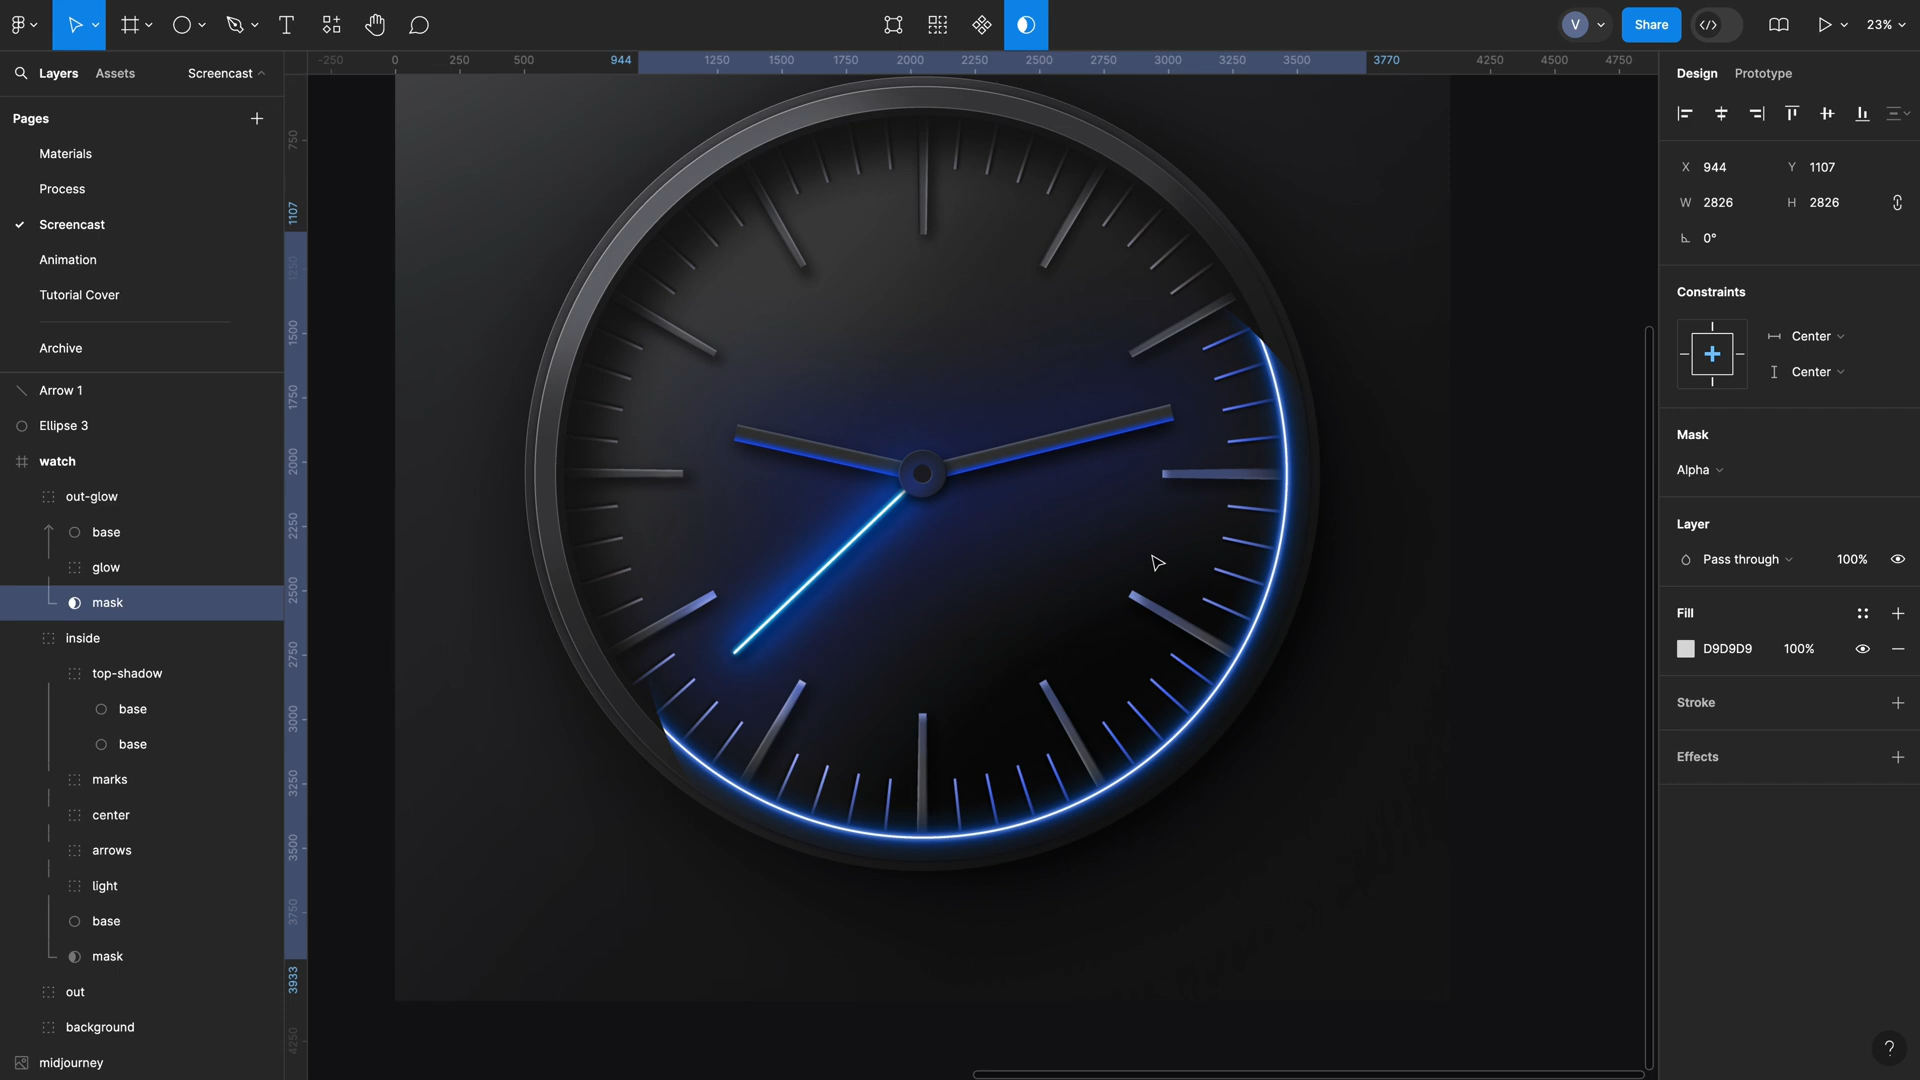 V
Share
23%
Layers
Assets
Screencast
Pages
Materials
Process
Screencast
Animation
Tutorial Cover
Archive
Arrow 1
Ellipse 3
watch
out-glow
base
glow
mask
inside
top-shadow
base
base
marks
center
arrows
light
base
mask
out
background
midjourney
-250
0
250
500
944
1250
1500
1750
2000
2250
2500
2750
3000
3250
3500
3770
4250
4500
4750
750
1107
1250
1500
1750
2000
2250
2500
2750
3000
3250
3500
3750
3933
4250
Design
Prototype
X 944
Y 1107
W 2826
H 2826
0°
Constraints
Center
Center
Mask
Alpha
Layer
Pass through
100%
Fill
D9D9D9
100%
Stroke
Effects
?